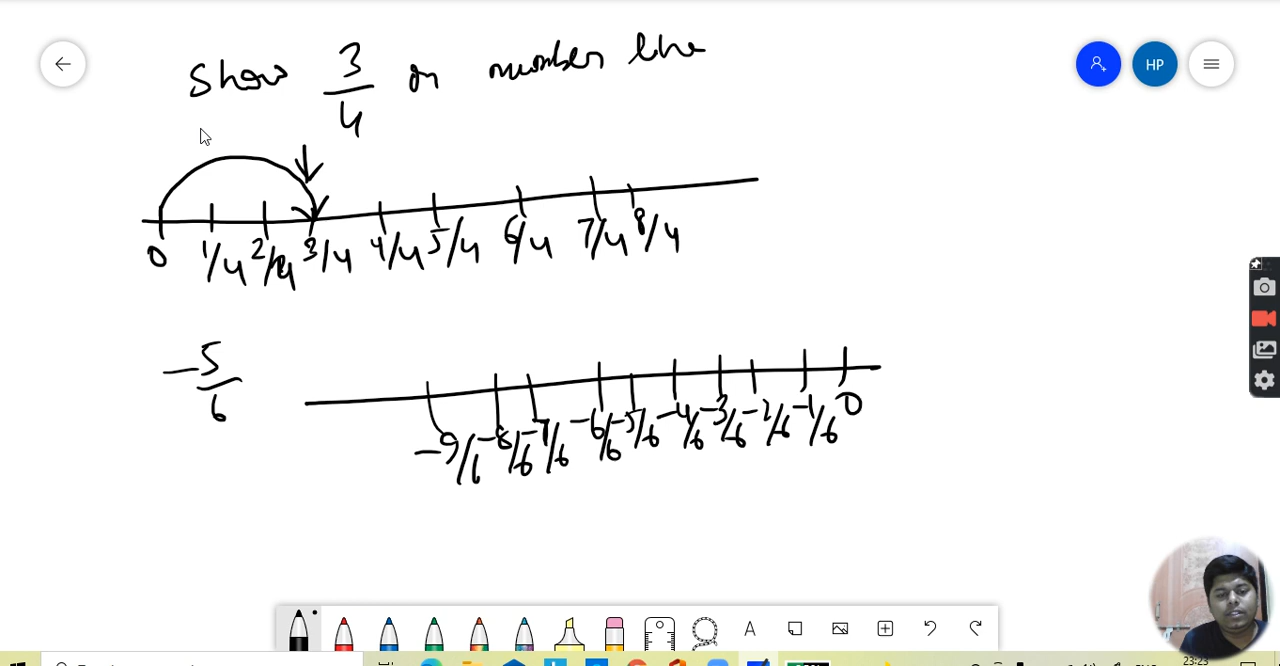 Show 3/4 on number line
HP
0 1/4 2/4 3/4 4/4 5/4 6/4 7/4 8/4
-5/6
-9/6 -8/6 -7/6 -6/6 -5/6 -4/6 -3/6 -2/6 -1/6 0
A
23:23